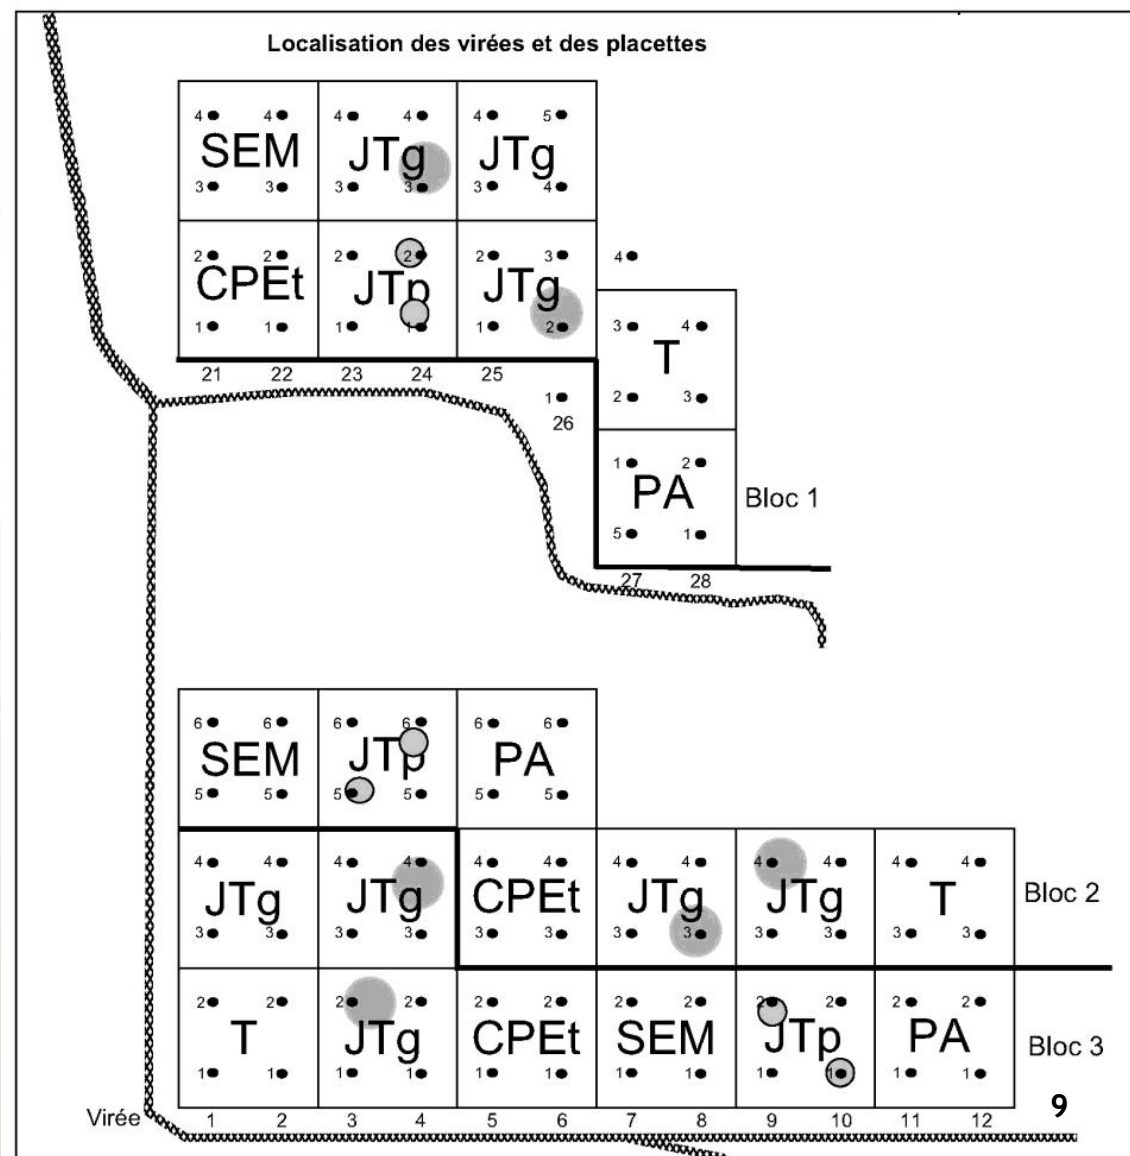 Localisation des virées et des placettes
4 4 4 4 4 5
SEM JTg JTg
3 3 3 3 3 4
2 2 2 2 2 3 4
CPEt JTp JTg
1 1 1 1 1 2 3 4
T
21 22 23 24 25
1 2 3
26
1 2
PA Bloc 1
5 1
27 28
6 6 6 6 6 6
SEM JTp PA
5 5 5 5 5 5
4 4 4 4 4 4 4 4 4 4 4 4
JTg JTg CPEt JTg JTg T Bloc 2
3 3 3 3 3 3 3 3 3 3 3 3
2 2 2 2 2 2 2 2 2 2 2 2
T JTg CPEt SEM JTp PA Bloc 3
1 1 1 1 1 1 1 1 1 1 1 1
9
Virée 1 2 3 4 5 6 7 8 9 10 11 12